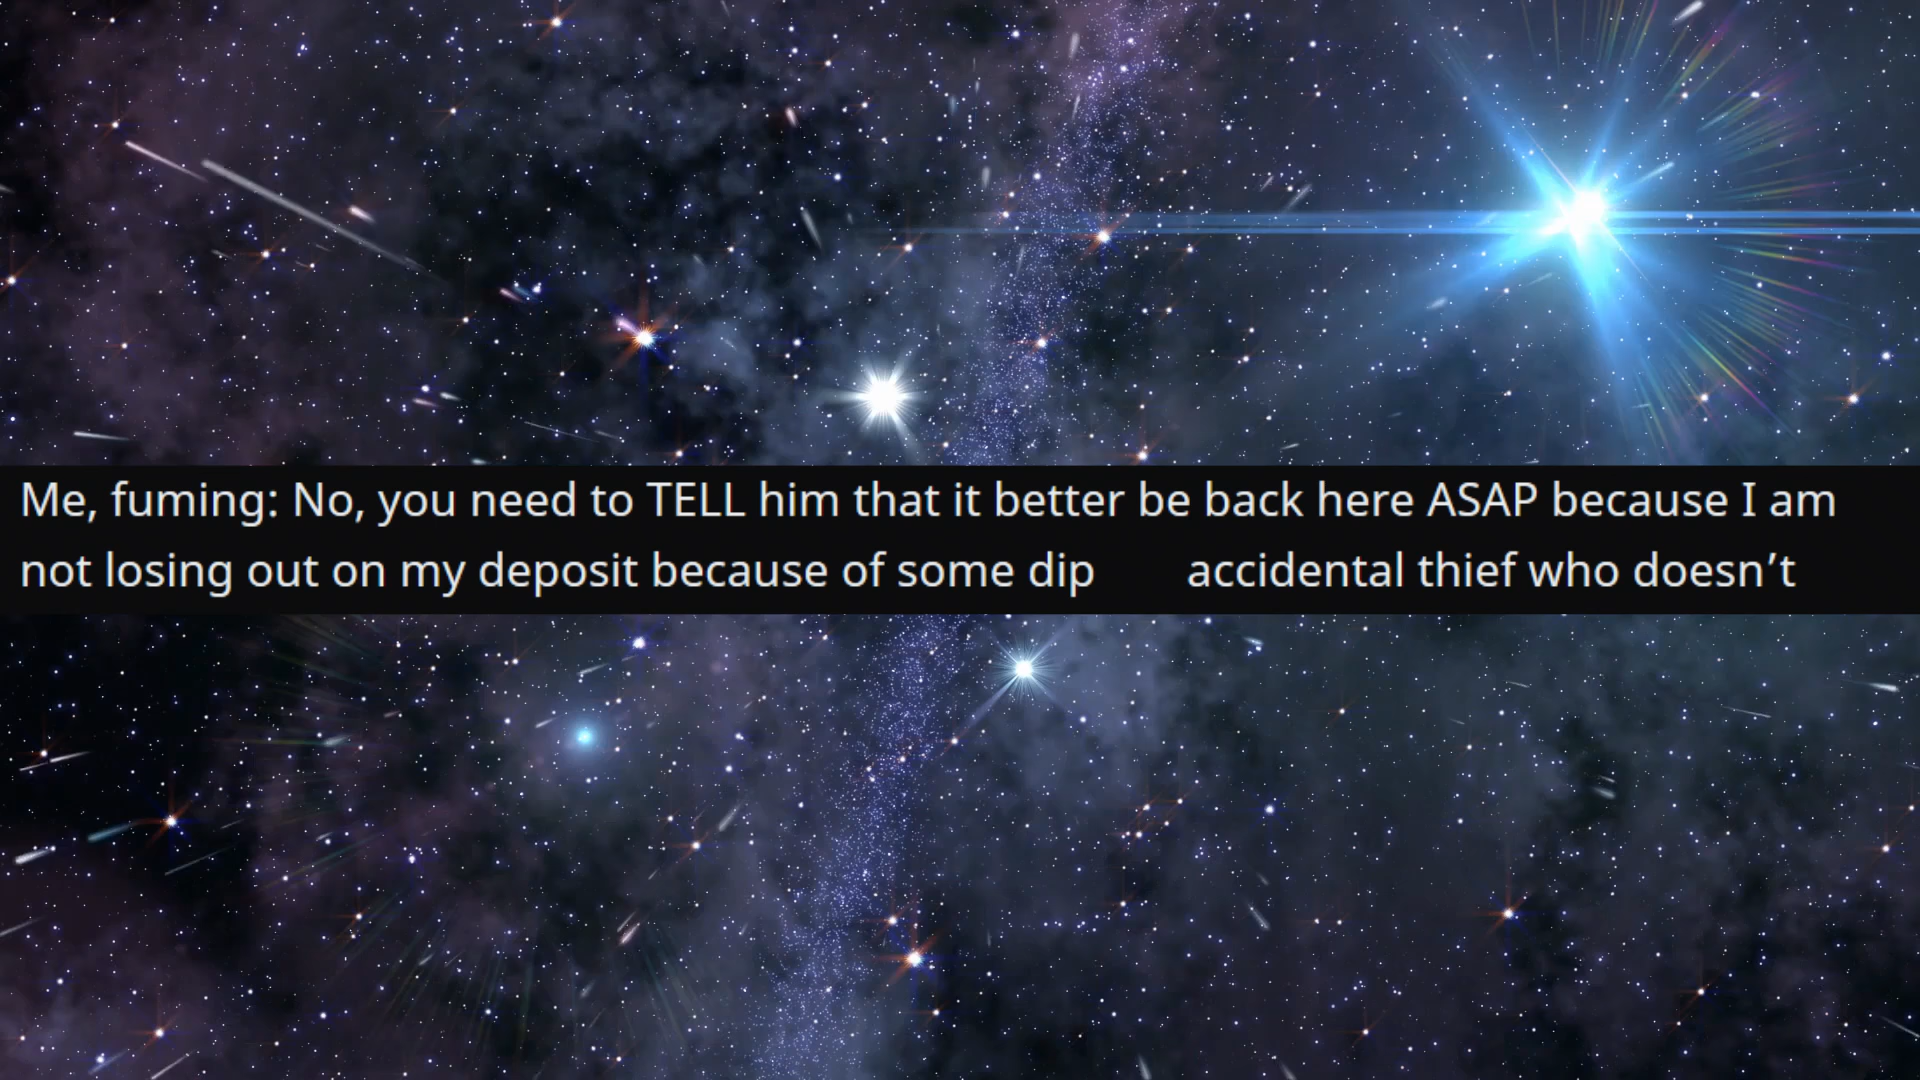 Me, fuming: No, you need to TELL him that it better be back here ASAP because I am
not losing out on my deposit because of some dip accidental thief who doesn’t